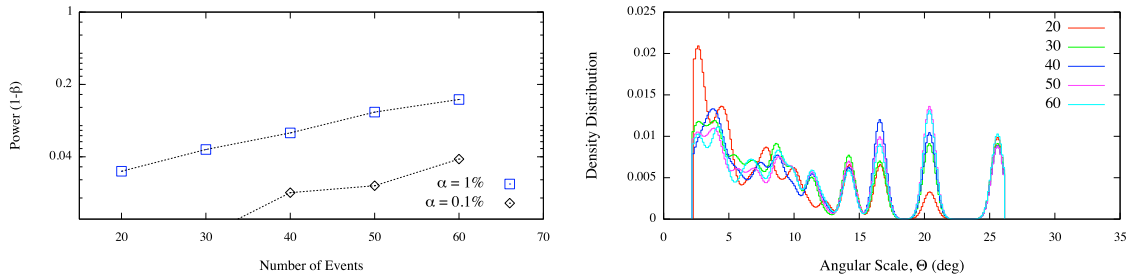 1
0.2
0.04
Power (1-β)
α = 1%
α = 0.1%
20 30 40 50 60 70
Number of Events
0.025
0.02
0.015
0.01
0.005
0
Density Distribution
20
30
40
50
60
0 5 10 15 20 25 30 35
Angular Scale, Θ (deg)